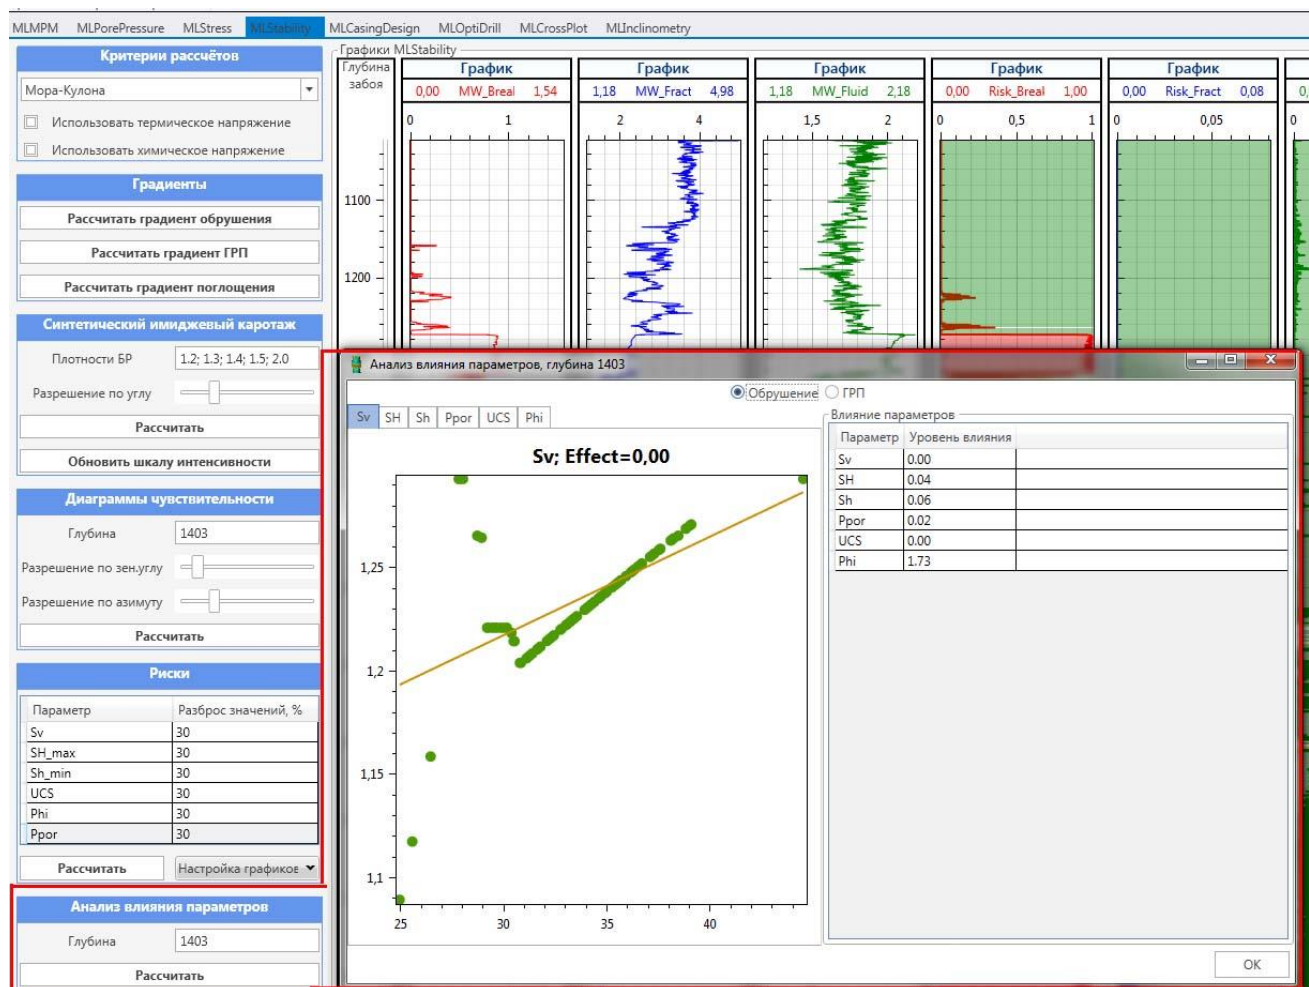 MLMPM MLPorePressure MLStress MLStability MLCasingDesign MLOptiDrill MLCrossPlot MLInclinometry
Критерии рассчётов
Мора-Кулона
Использовать термическое напряжение
Использовать химическое напряжение
Градиенты
Рассчитать градиент обрушения
Рассчитать градиент ГРП
Рассчитать градиент поглощения
Синтетический имиджевый каротаж
Плотности БР 1.2; 1.3; 1.4; 1.5; 2.0
Разрешение по углу
Рассчитать
Обновить шкалу интенсивности
Диаграммы чувствительности
Глубина 1403
Разрешение по зен.углу
Разрешение по азимуту
Рассчитать
Риски
Параметр Разброс значений, %
Sv 30
SH_max 30
Sh_min 30
UCS 30
Phi 30
Ppor 30
Рассчитать Настройка графиков
Анализ влияния параметров
Глубина 1403
Рассчитать
Графики MLStability
Глубина забоя
График График График График График
0,00 MW_Breal 1,54 1,18 MW_Fract 4,98 1,18 MW_Fluid 2,18 0,00 Risk_Breal 1,00 0,00 Risk_Fract 0,08 0,
0 1 2 4 1,5 2 0 0,5 1 0 0,05 0
1100
1200
Анализ влияния параметров, глубина 1403
Обрушение ГРП
Sv SH Sh Ppor UCS Phi
Sv; Effect=0,00
1,25
1,2
1,15
1,1
25 30 35 40
Влияние параметров
Параметр Уровень влияния
Sv 0.00
SH 0.04
Sh 0.06
Ppor 0.02
UCS 0.00
Phi 1.73
OK